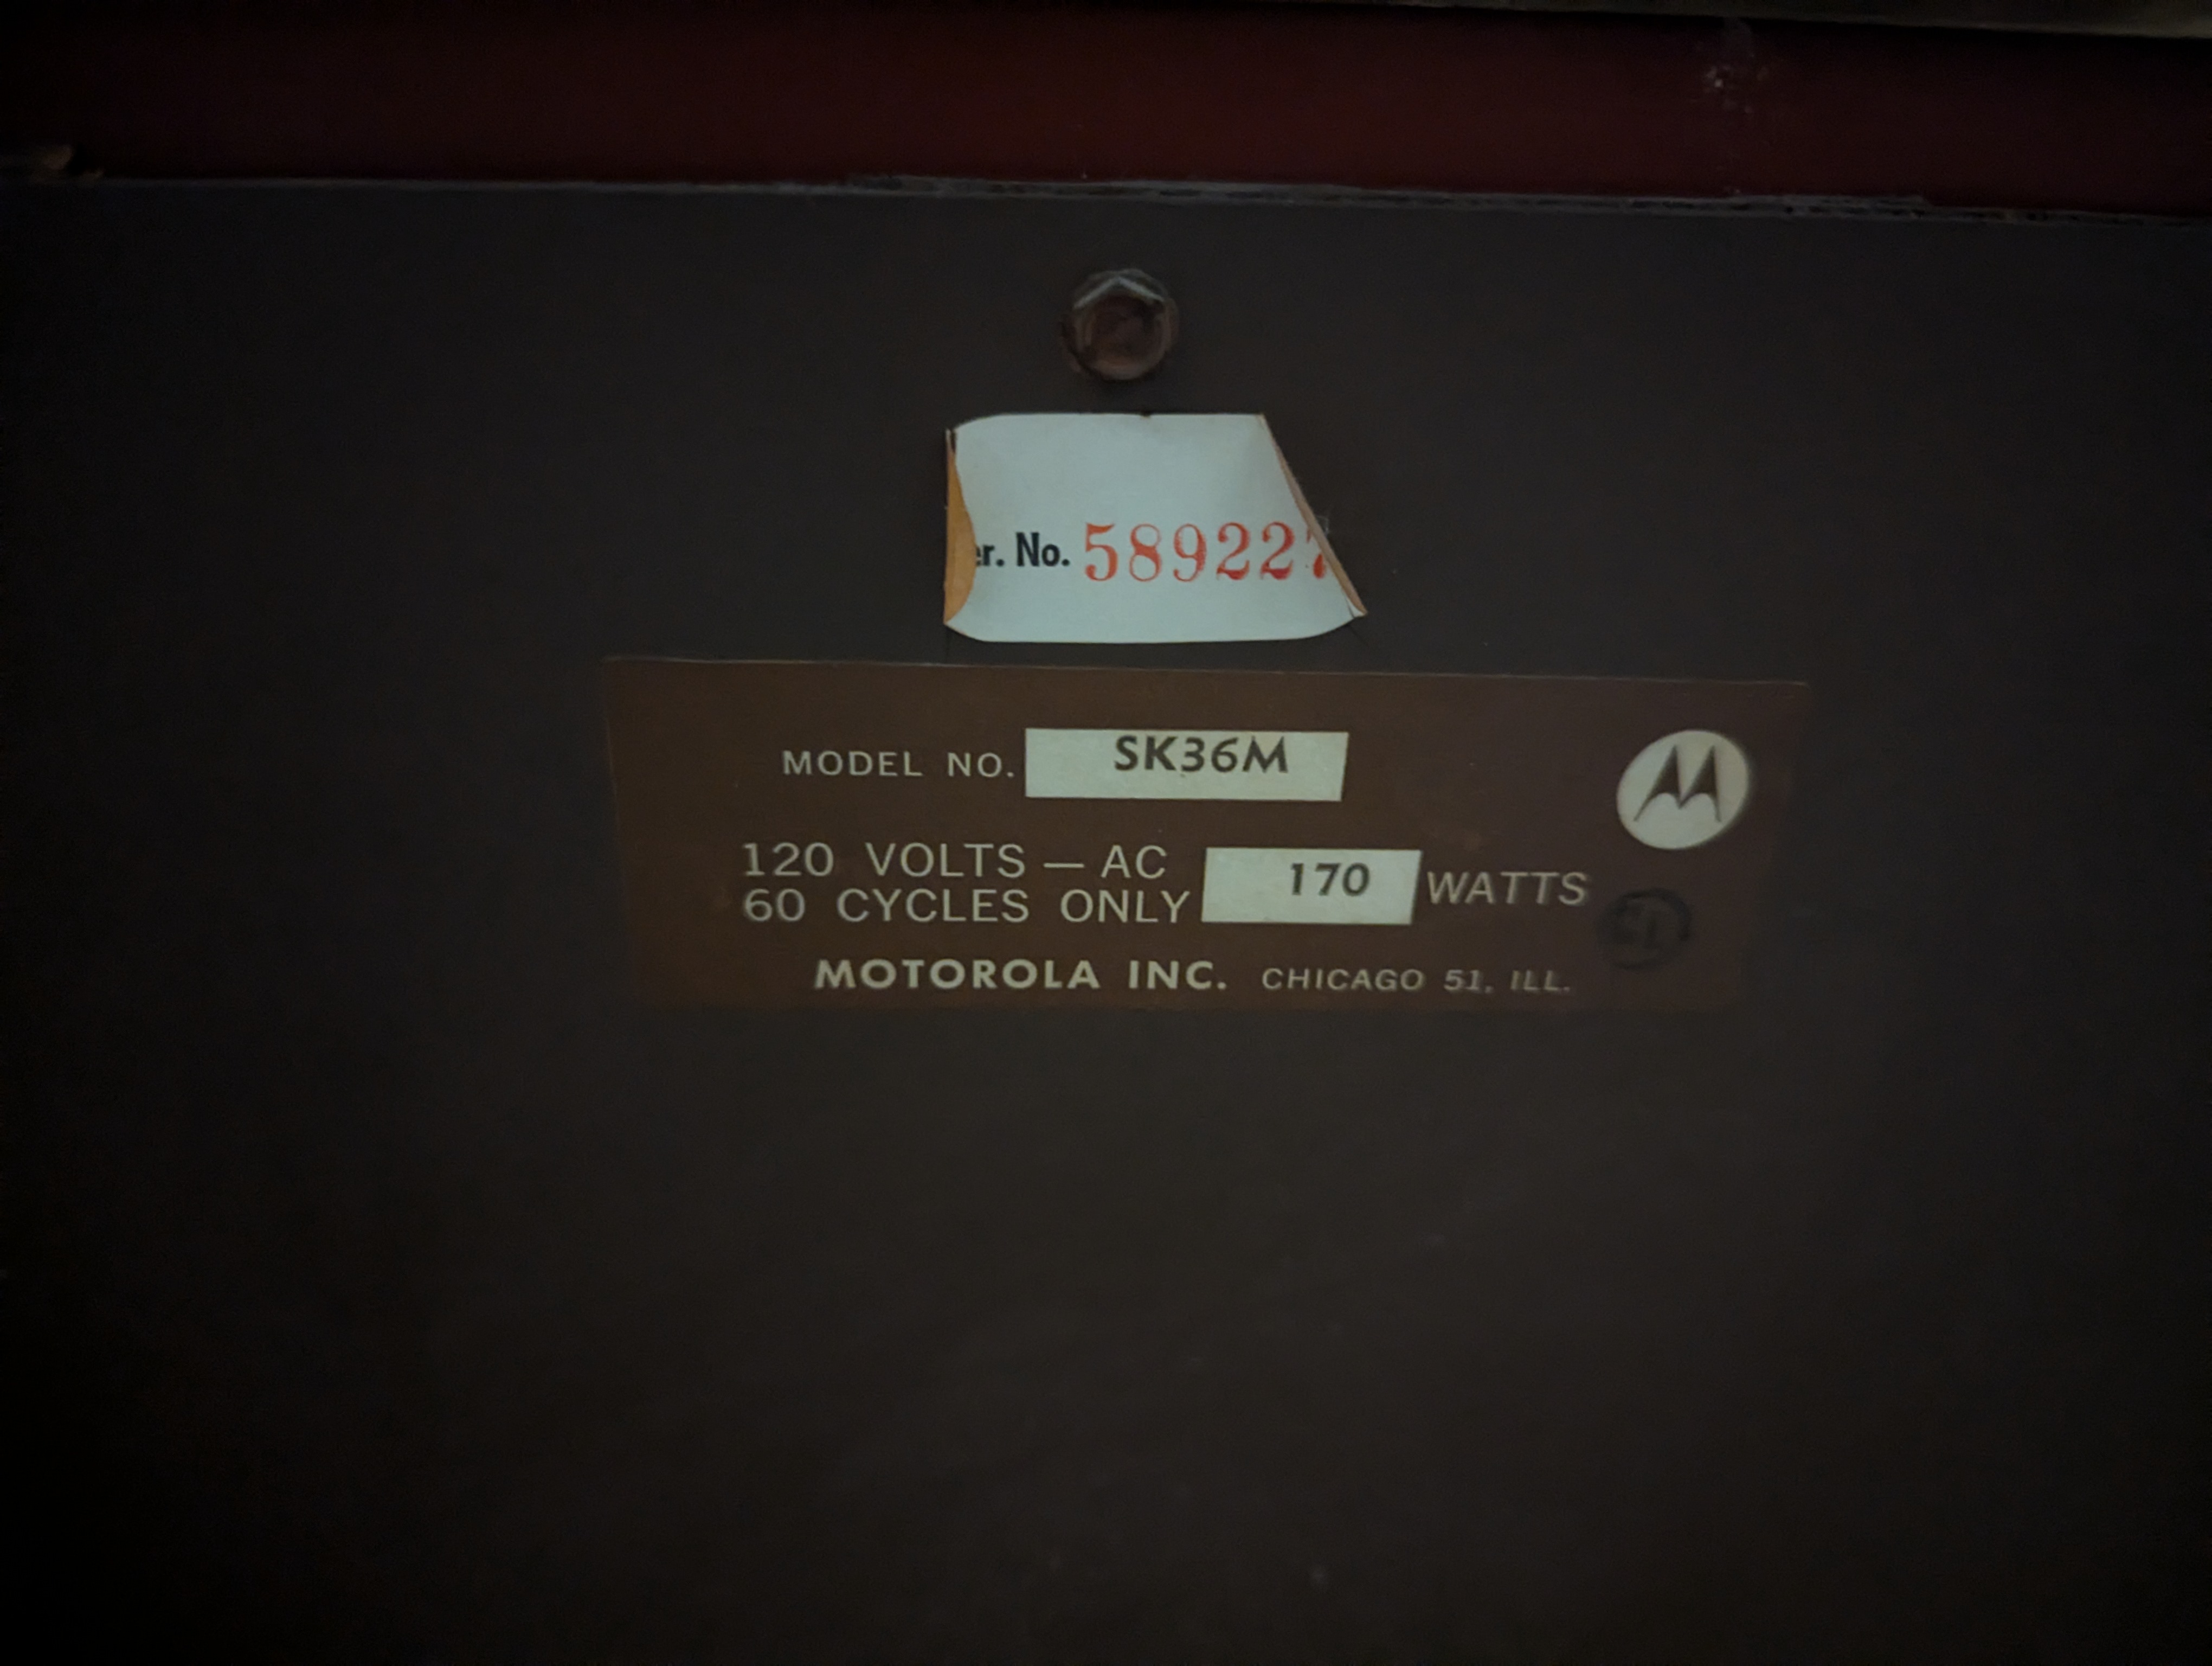 er. No. 589227
MODEL NO. SK36M
120 VOLTS — AC
60 CYCLES ONLY 170 WATTS
MOTOROLA INC. CHICAGO 51, ILL.